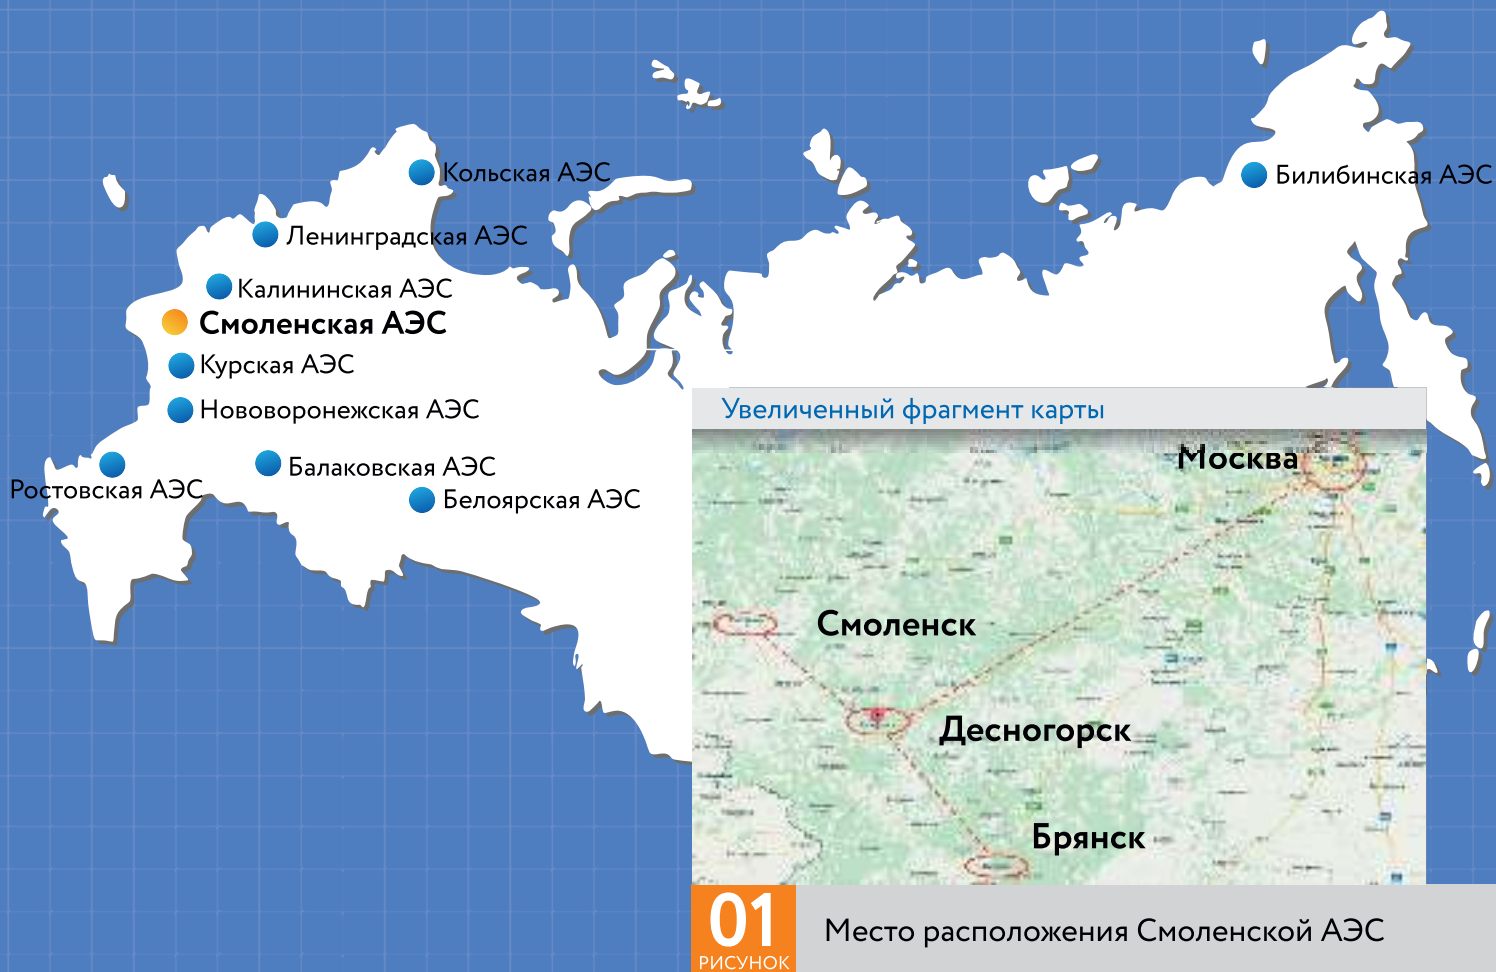 Кольская АЭС
Билибинская АЭС
Ленинградская АЭС
Калининская АЭС
Смоленская АЭС
Курская АЭС
Нововоронежская АЭС
Балаковская АЭС
Ростовская АЭС
Белоярская АЭС
Увеличенный фрагмент карты
Москва
Смоленск
Десногорск
Брянск
01
РИСУНОК
Место расположения Смоленской АЭС